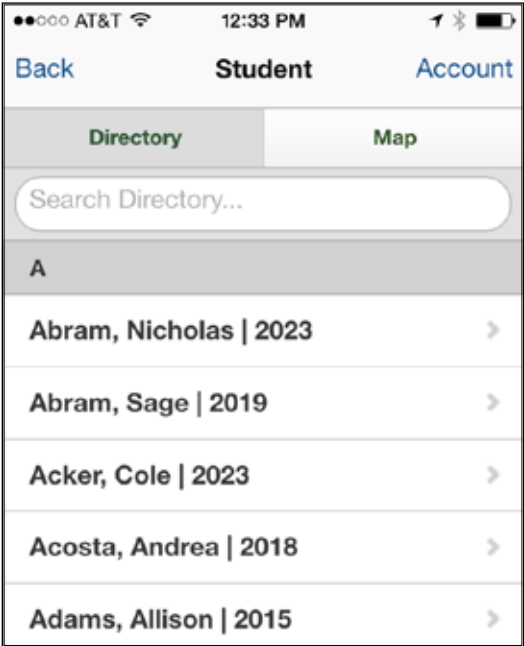 AT&T 12:33 PM
Back Student Account
Directory Map
Search Directory...
A
Abram, Nicholas | 2023
Abram, Sage | 2019
Acker, Cole | 2023
Acosta, Andrea | 2018
Adams, Allison | 2015